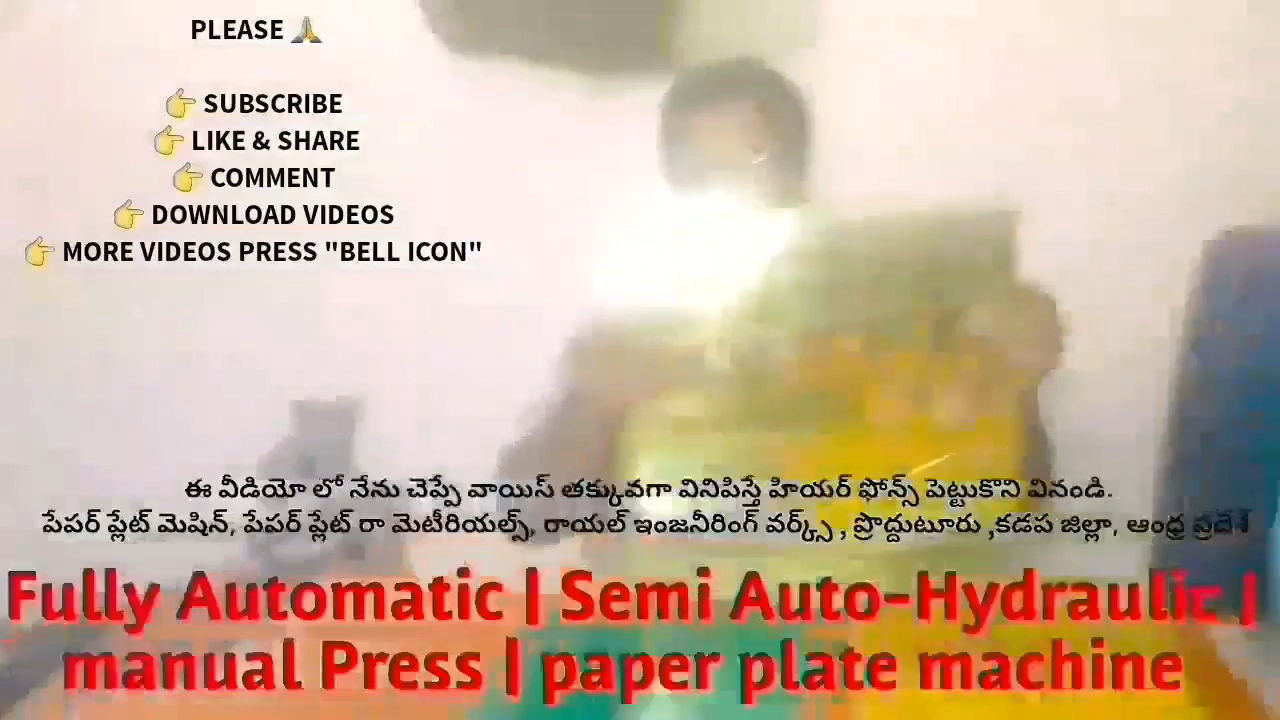 PLEASE 🙏
👉 SUBSCRIBE
👉 LIKE & SHARE
👉 COMMENT
👉 DOWNLOAD VIDEOS
👉 MORE VIDEOS PRESS "BELL ICON"
ఈ వీడియో లో నేను చెప్పే వాయిస్ తక్కువగా వినిపిస్తే హియర్ ఫోన్స్ పెట్టుకొని వినండి.
పేపర్ ప్లేట్ మెషిన్, పేపర్ ప్లేట్ రా మెటీరియల్స్, రాయల్ ఇంజనీరింగ్ వర్క్స్ , ప్రొద్దుటూరు ,కడప జిల్లా, ఆంధ్ర
Fully Automatic | Semi Auto-Hydraulic |
manual Press | paper plate machine